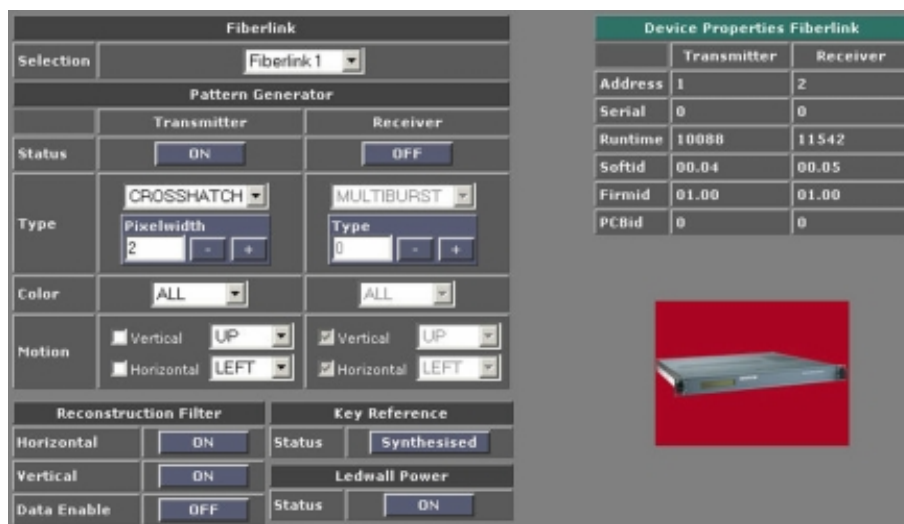 Fiberlink
Selection Fiberlink 1
Pattern Generator
Transmitter Receiver
Status ON OFF
Type CROSSHATCH MULTIBURST
Pixelwidth Type
2 - + 0 - +
Color ALL ALL
Motion
Vertical UP Vertical UP
Horizontal LEFT Horizontal LEFT
Reconstruction Filter
Horizontal ON
Vertical ON
Data Enable OFF
Key Reference
Status Synthesised
Ledwall Power
Status ON
Device Properties Fiberlink
Transmitter Receiver
Address 1 2
Serial 0 0
Runtime 10088 11542
Softid 00.04 00.05
Firmid 01.00 01.00
PCBid 0 0